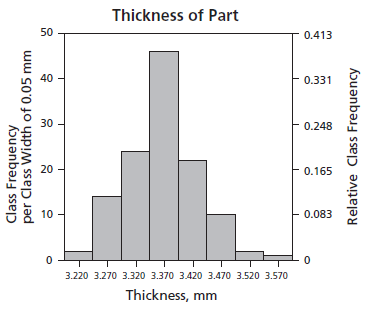 Thickness of Part
Class Frequency
per Class Width of 0.05 mm
50
40
30
20
10
0
0.413
0.331
0.248
0.165
0.083
0
Relative Class Frequency
3.220 3.270 3.320 3.370 3.420 3.470 3.520 3.570
Thickness, mm